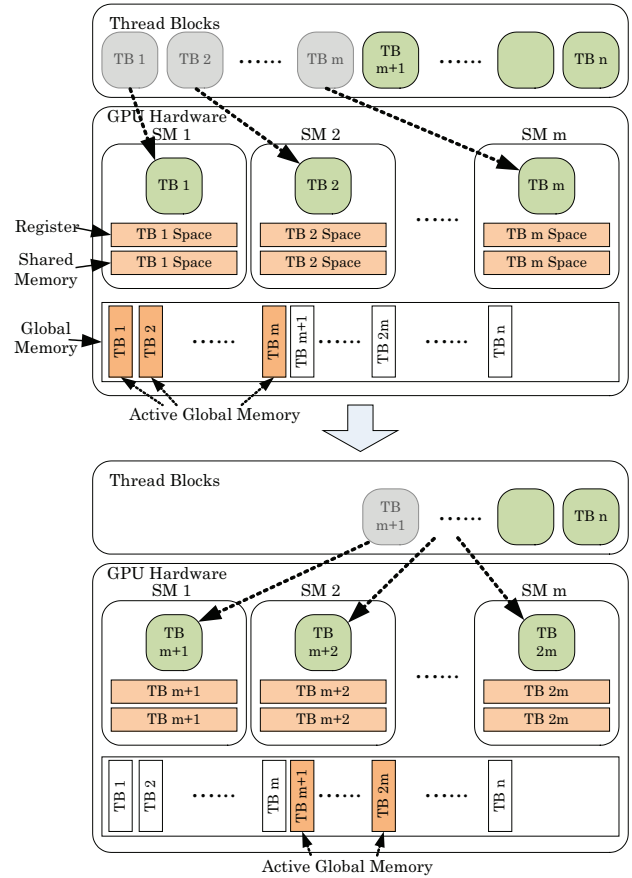 Thread Blocks
TB 1
TB 2
......
TB m
TB
m+1
......
TB n
GPU Hardware
SM 1
SM 2
SM m
TB 1
TB 2
TB m
......
Register
TB 1 Space
TB 2 Space
TB m Space
Shared
Memory
TB 1 Space
TB 2 Space
TB m Space
Global
Memory
TB 1
TB 2
......
TB m
TB m+1
......
TB 2m
......
TB n
Active Global Memory
Thread Blocks
TB
m+1
......
TB n
GPU Hardware
SM 1
SM 2
SM m
TB
m+1
TB
m+2
TB
2m
......
TB m+1
TB m+2
TB 2m
TB m+1
TB m+2
TB 2m
TB 1
TB 2
......
TB m
TB m+1
......
TB 2m
......
TB n
Active Global Memory